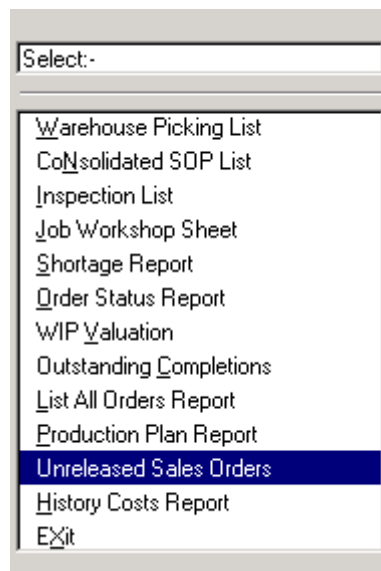 Select:-
Warehouse Picking List
CoNsolidated SOP List
Inspection List
Job Workshop Sheet
Shortage Report
Order Status Report
WIP Valuation
Outstanding Completions
List All Orders Report
Production Plan Report
Unreleased Sales Orders
History Costs Report
EXit